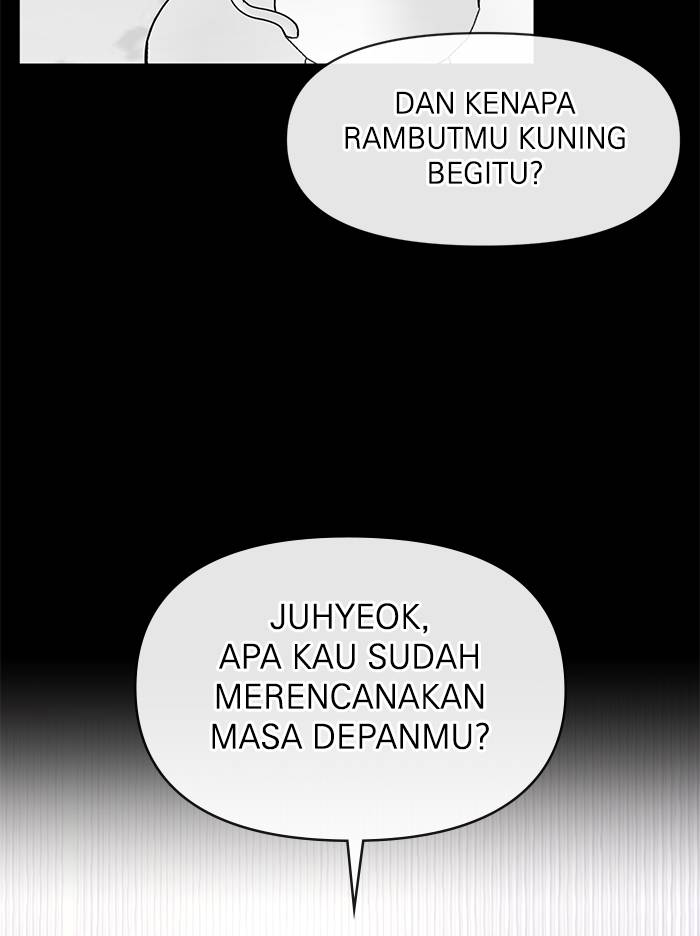 DAN KENAPA
RAMBUTMU KUNING
BEGITU?
JUHYEOK,
APA KAU SUDAH
MERENCANAKAN
MASA DEPANMU?